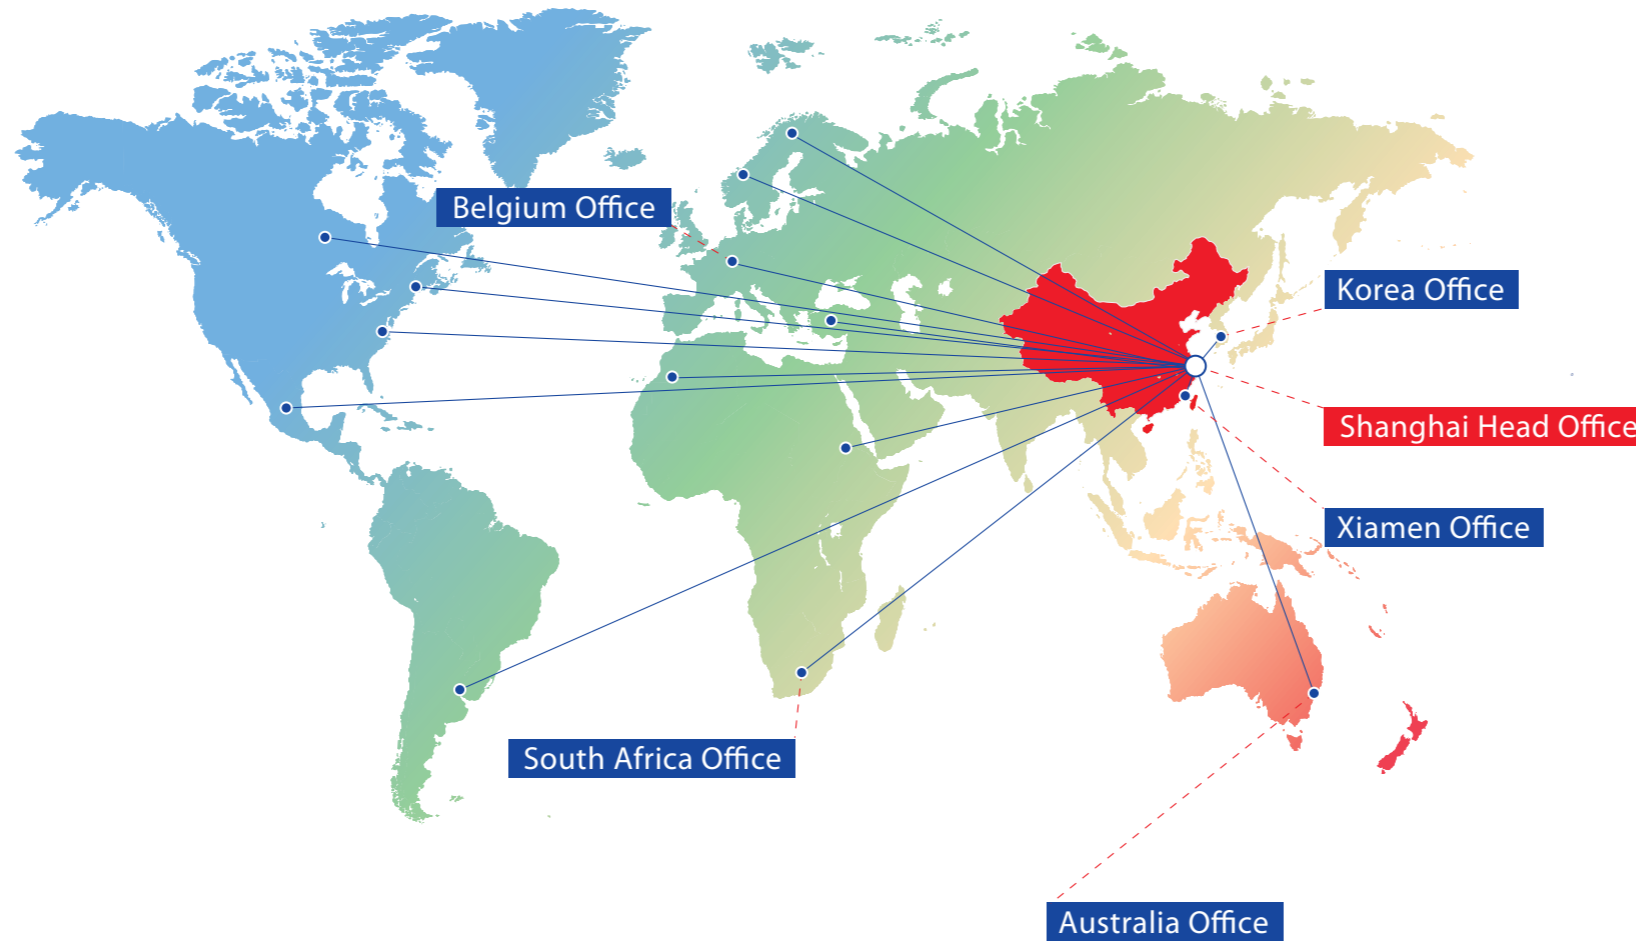 Belgium Office
Korea Office
Shanghai Head Office
Xiamen Office
South Africa Office
Australia Office